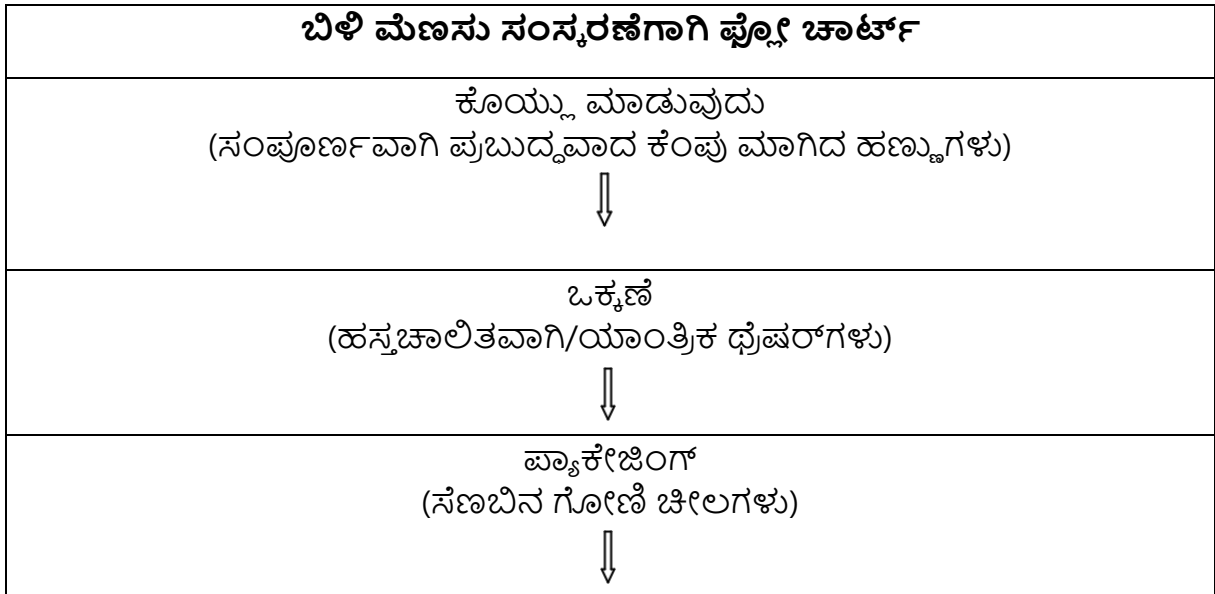 ಬಿಳಿ ಮೆಣಸು ಸಂಸ್ಕರಣೆಗಾಗಿ ಫ್ಲೋ ಚಾರ್ಟ್
ಕೊಯ್ಲು ಮಾಡುವುದು
(ಸಂಪೂರ್ಣವಾಗಿ ಪ್ರಬುದ್ಧವಾದ ಕೆಂಪು ಮಾಗಿದ ಹಣ್ಣುಗಳು)
ಒಕ್ಕಣೆ
(ಹಸ್ತಚಾಲಿತವಾಗಿ/ಯಾಂತ್ರಿಕ ಥ್ರೆಷರ್‌ಗಳು)
ಪ್ಯಾಕೇಜಿಂಗ್
(ಸೆಣಬಿನ ಗೋಣಿ ಚೀಲಗಳು)